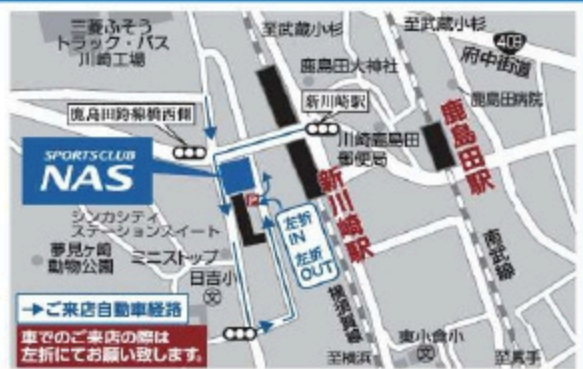 三菱ふそう
トラック・バス
川崎工場
至武蔵小杉
至武蔵小杉
409
府中街道
鹿島田大神社
鹿島田病院
鹿島田跨線橋西側
新川崎駅
川崎鹿島田
郵便局
鹿島田駅
SPORTSCLUB
NAS
新川崎駅
P
左折
IN
左折
OUT
シンカシティ
ステーションスイート
夢見ヶ崎
動物公園
ミニストップ
日吉小
文
南武線
横須賀線
→ご来店自動車経路
車でのご来店の際は
左折にてお願い致します。
東小倉小
文
至横浜
至川崎